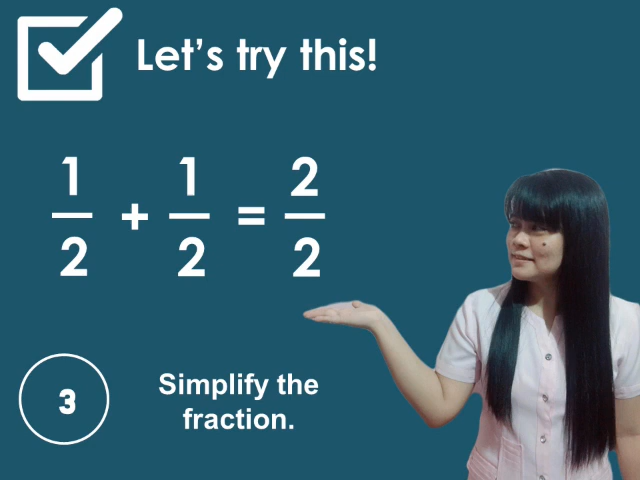 Let's try this!
1/2 + 1/2 = 2/2
3
Simplify the
fraction.